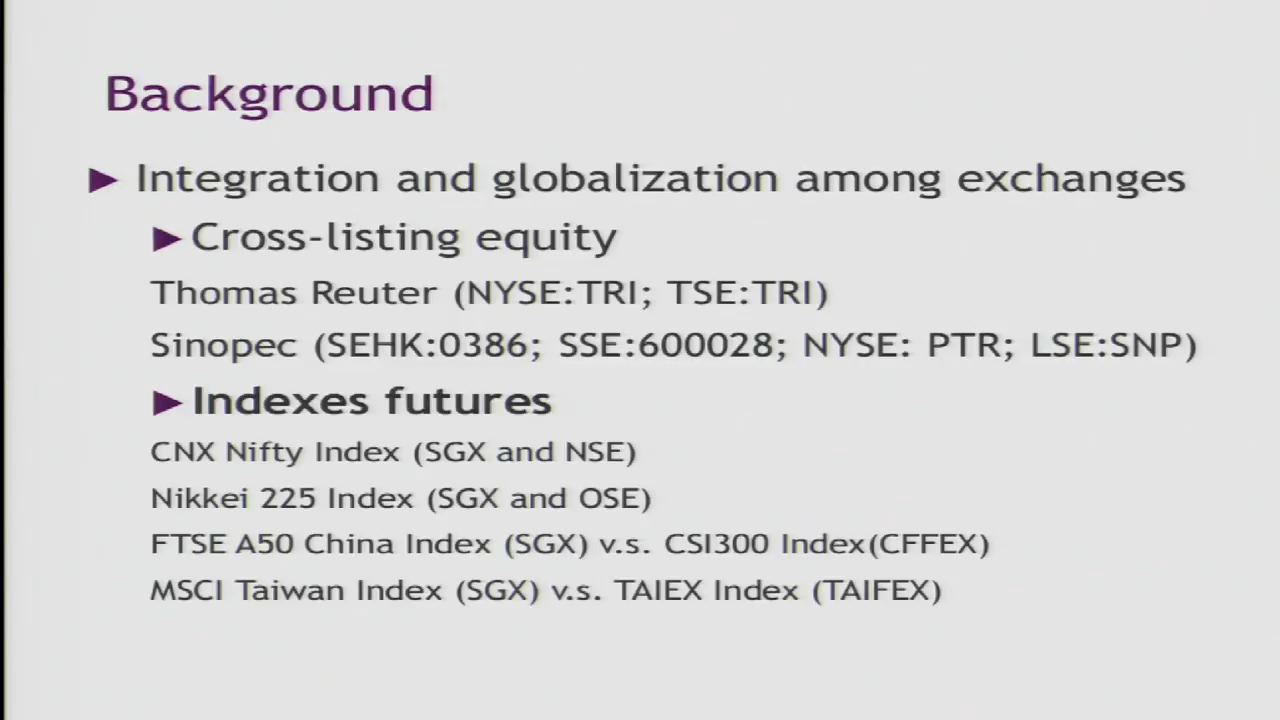 Background
► Integration and globalization among exchanges
► Cross-listing equity
Thomas Reuter (NYSE:TRI; TSE:TRI)
Sinopec (SEHK:0386; SSE:600028; NYSE: PTR; LSE:SNP)
► Indexes futures
CNX Nifty Index (SGX and NSE)
Nikkei 225 Index (SGX and OSE)
FTSE A50 China Index (SGX) v.s. CSI300 Index(CFFEX)
MSCI Taiwan Index (SGX) v.s. TAIEX Index (TAIFEX)